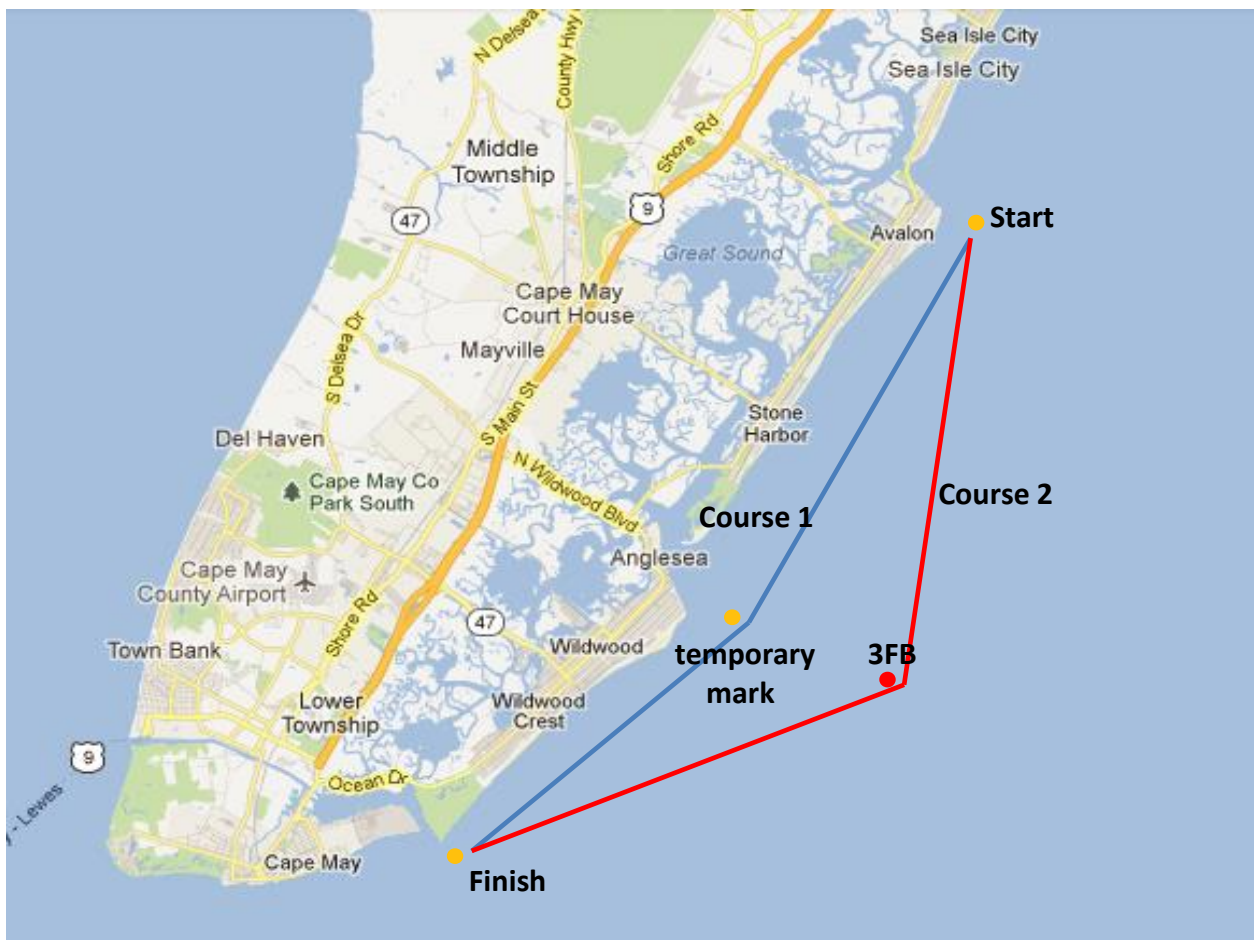 N Delsea
County Hwy
Sea Isle City
Sea Isle City
Middle
Township
Shore Rd
9
47
Avalon
Start
Great Sound
Cape May
Court House
S Delsea Dr
Mayville
S Main St
Stone
Harbor
Del Haven
N Wildwood Blvd
Cape May Co
Park South
Course 2
Course 1
Anglesea
Cape May
County Airport
Shore Rd
47
Town Bank
Wildwood
temporary
mark
3FB
Lower
Township
Wildwood
Crest
9
Ocean Dr
- Lewes
Cape May
Finish